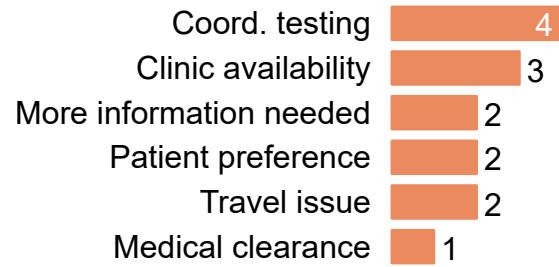 Coord. testing 4
Clinic availability 3
More information needed 2
Patient preference 2
Travel issue 2
Medical clearance 1